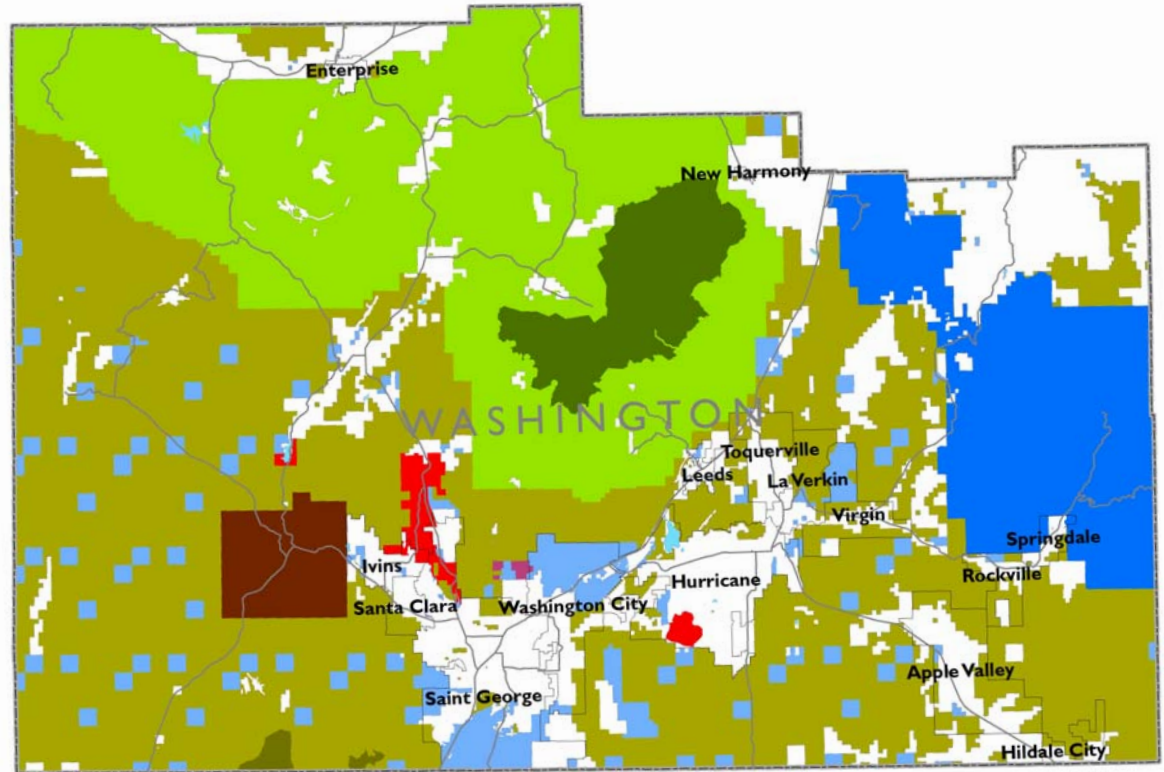 Enterprise
New Harmony
WASHINGTON
Toquerville
Leeds
La Verkin
Virgin
Springdale
Ivins
Rockville
Hurricane
Santa Clara
Washington City
Apple Valley
Saint George
Hildale City